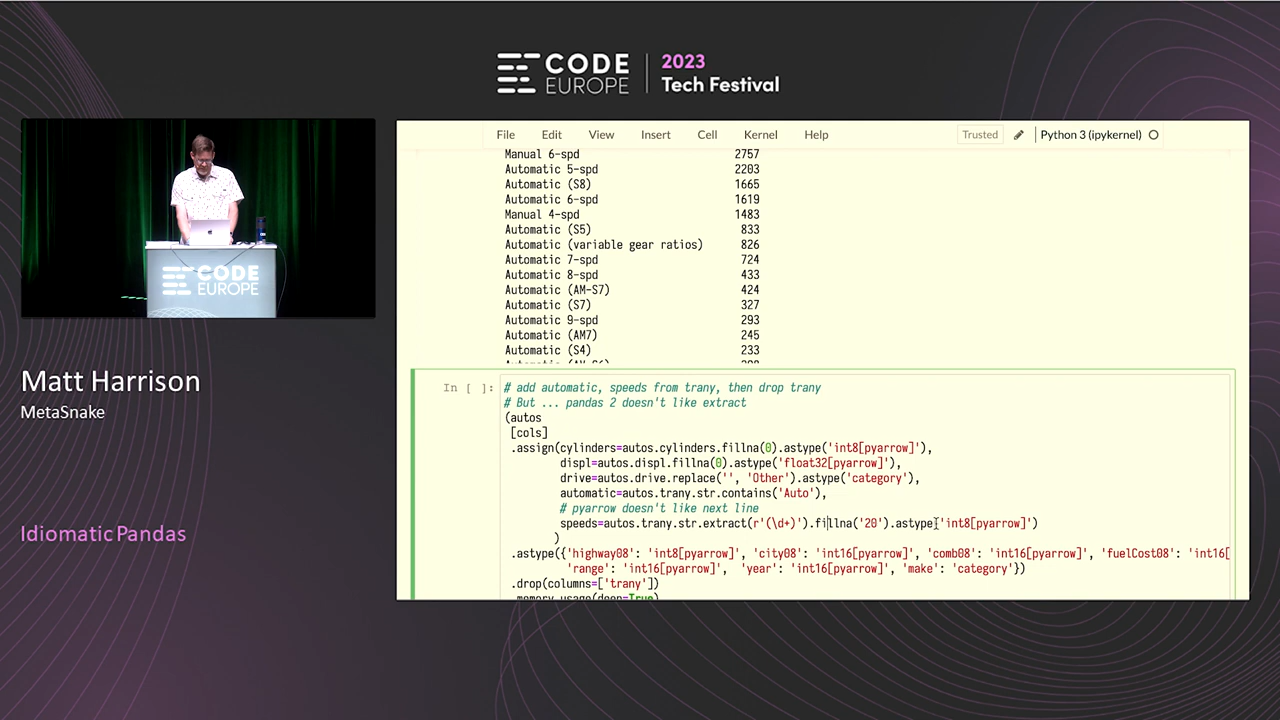 CODE
EUROPE
2023
Tech Festival
File Edit View Insert Cell Kernel Help Trusted Python 3 (ipykernel)
Manual 6-spd 2757
Automatic 5-spd 2203
Automatic (S8) 1665
Automatic 6-spd 1619
Manual 4-spd 1483
Automatic (S5) 833
Automatic (variable gear ratios) 826
Automatic 7-spd 724
Automatic 8-spd 433
Automatic (AM-S7) 424
Automatic (S7) 327
Automatic 9-spd 293
Automatic (AM7) 245
Automatic (S4) 233
CODE
EUROPE
Matt Harrison
MetaSnake
Idiomatic Pandas
In [ ]:
# add automatic, speeds from trany, then drop trany
# But ... pandas 2 doesn't like extract
(autos
[cols]
.assign(cylinders=autos.cylinders.fillna(0).astype('int8[pyarrow]'),
displ=autos.displ.fillna(0).astype('float32[pyarrow]'),
drive=autos.drive.replace('', 'Other').astype('category'),
automatic=autos.trany.str.contains('Auto'),
# pyarrow doesn't like next line
speeds=autos.trany.str.extract(r'(\d+)').fillna('20').astype('int8[pyarrow]')
)
.astype({'highway08': 'int8[pyarrow]', 'city08': 'int16[pyarrow]', 'comb08': 'int16[pyarrow]', 'fuelCost08': 'int16[
'range': 'int16[pyarrow]', 'year': 'int16[pyarrow]', 'make': 'category'})
.drop(columns=['trany'])
.memory_usage(deep=True)